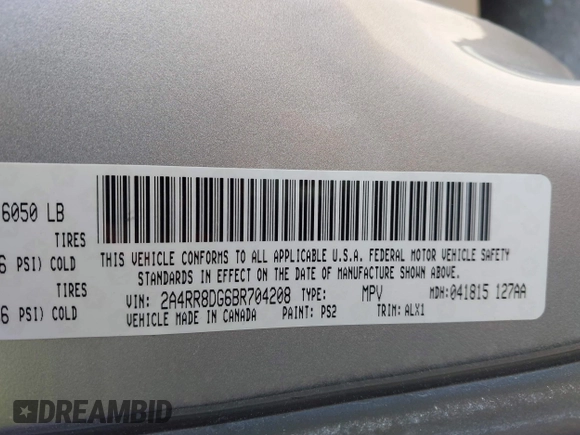 6050 LB
TIRES
6 PSI) COLD
TIRES
6 PSI) COLD
THIS VEHICLE CONFORMS TO ALL APPLICABLE U.S.A. FEDERAL MOTOR VEHICLE SAFETY
STANDARDS IN EFFECT ON THE DATE OF MANUFACTURE SHOWN ABOVE.
VIN: 2A4RR8DG6BR704208 TYPE: MPV MDH: 041815 127AA
VEHICLE MADE IN CANADA PAINT: PS2 TRIM: ALX1
DREAMBID